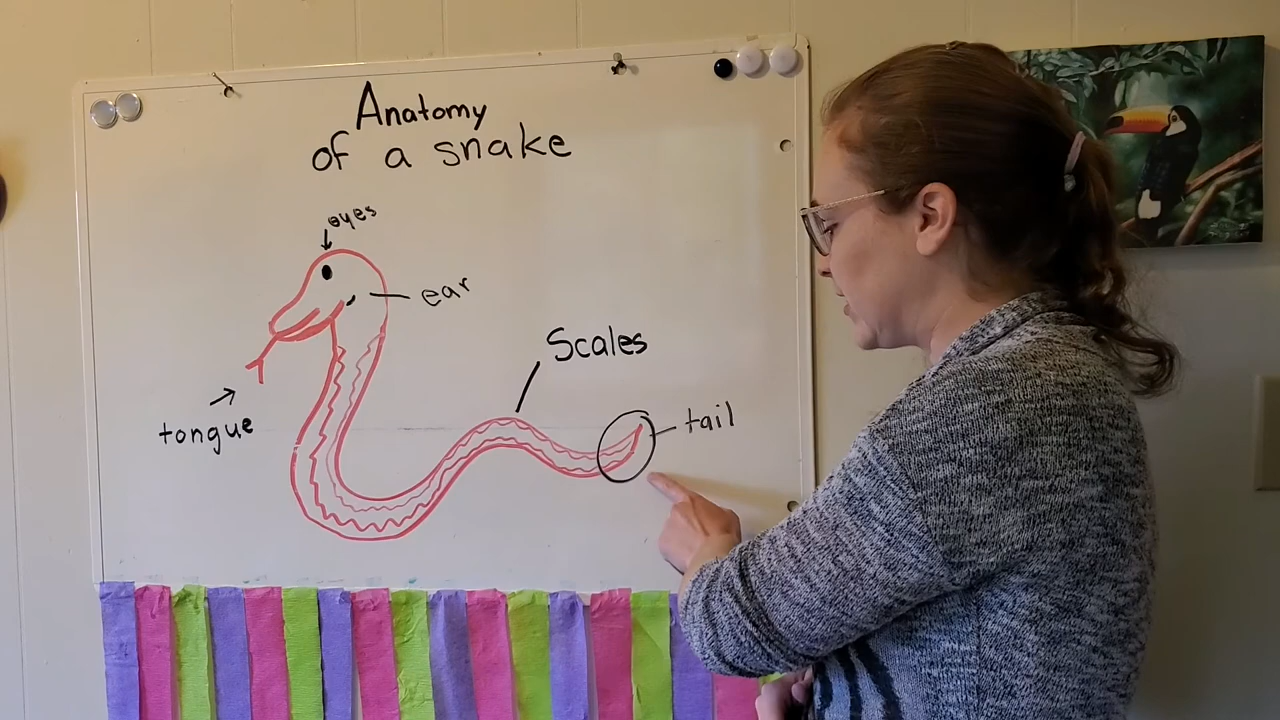 Anatomy
of a snake
eyes
ear
Scales
tail
tongue